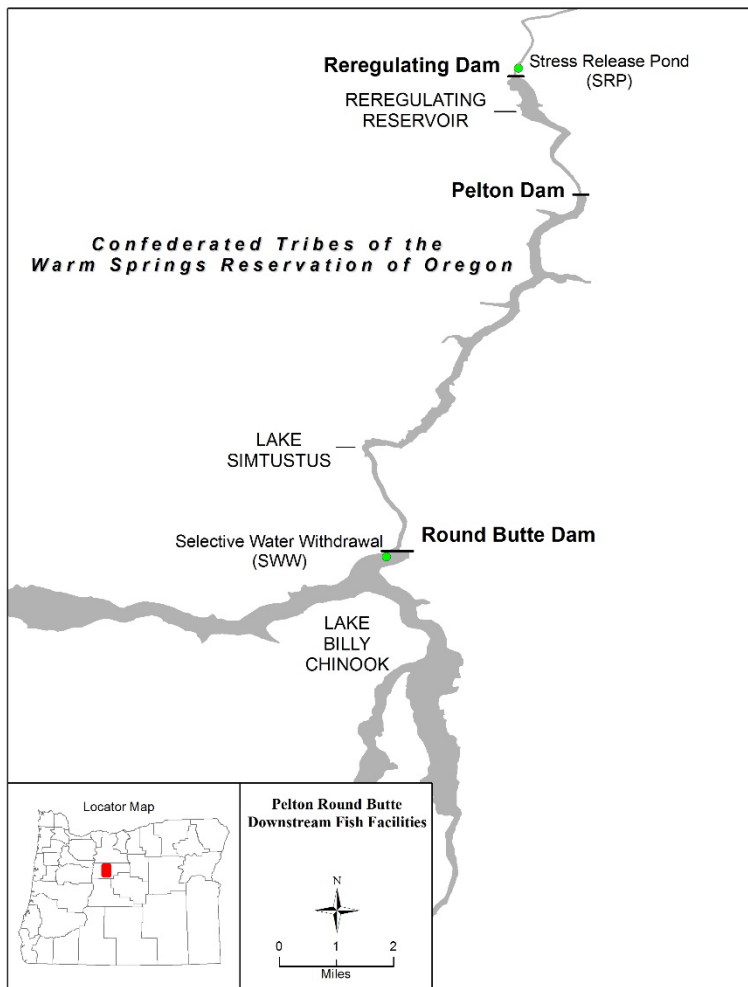 Reregulating Dam
Stress Release Pond
(SRP)
REREGULATING
RESERVOIR
Pelton Dam
Confederated Tribes of the
Warm Springs Reservation of Oregon
LAKE
SIMTUSTUS
Selective Water Withdrawal
(SWW)
Round Butte Dam
LAKE
BILLY
CHINOOK
Locator Map
Pelton Round Butte
Downstream Fish Facilities
N
0 1 2
Miles